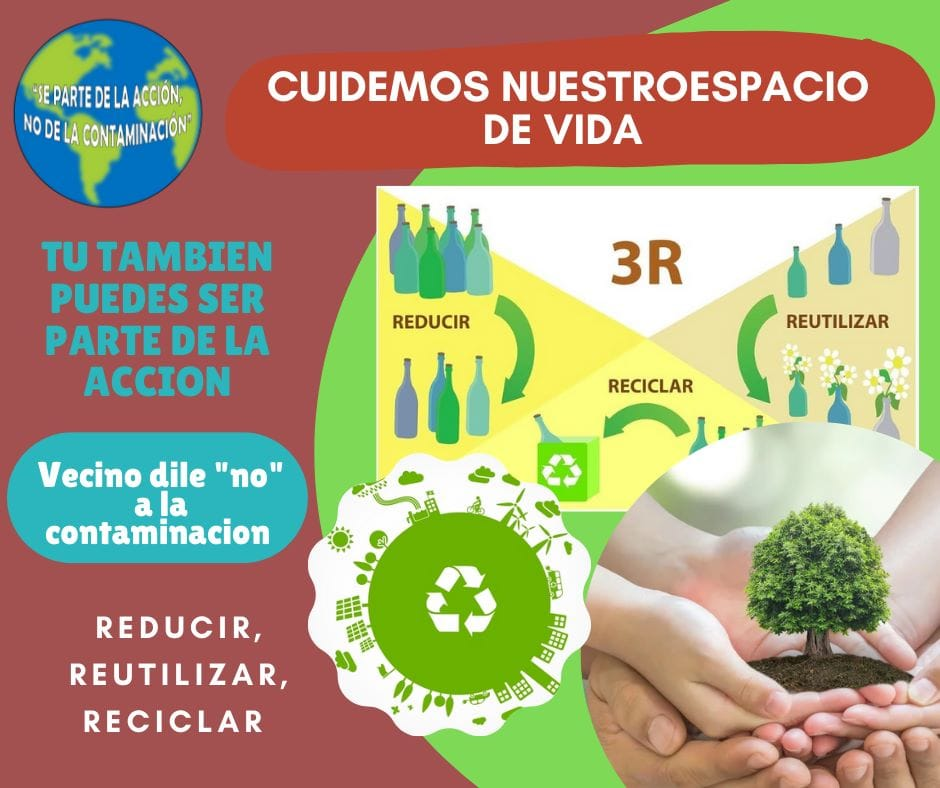 "SE PARTE DE LA ACCIÓN,
NO DE LA CONTAMINACIÓN"
CUIDEMOS NUESTROESPACIO
DE VIDA
TU TAMBIEN
PUEDES SER
PARTE DE LA
ACCION
3R
REDUCIR
REUTILIZAR
RECICLAR
Vecino dile "no"
a la
contaminacion
REDUCIR,
REUTILIZAR,
RECICLAR